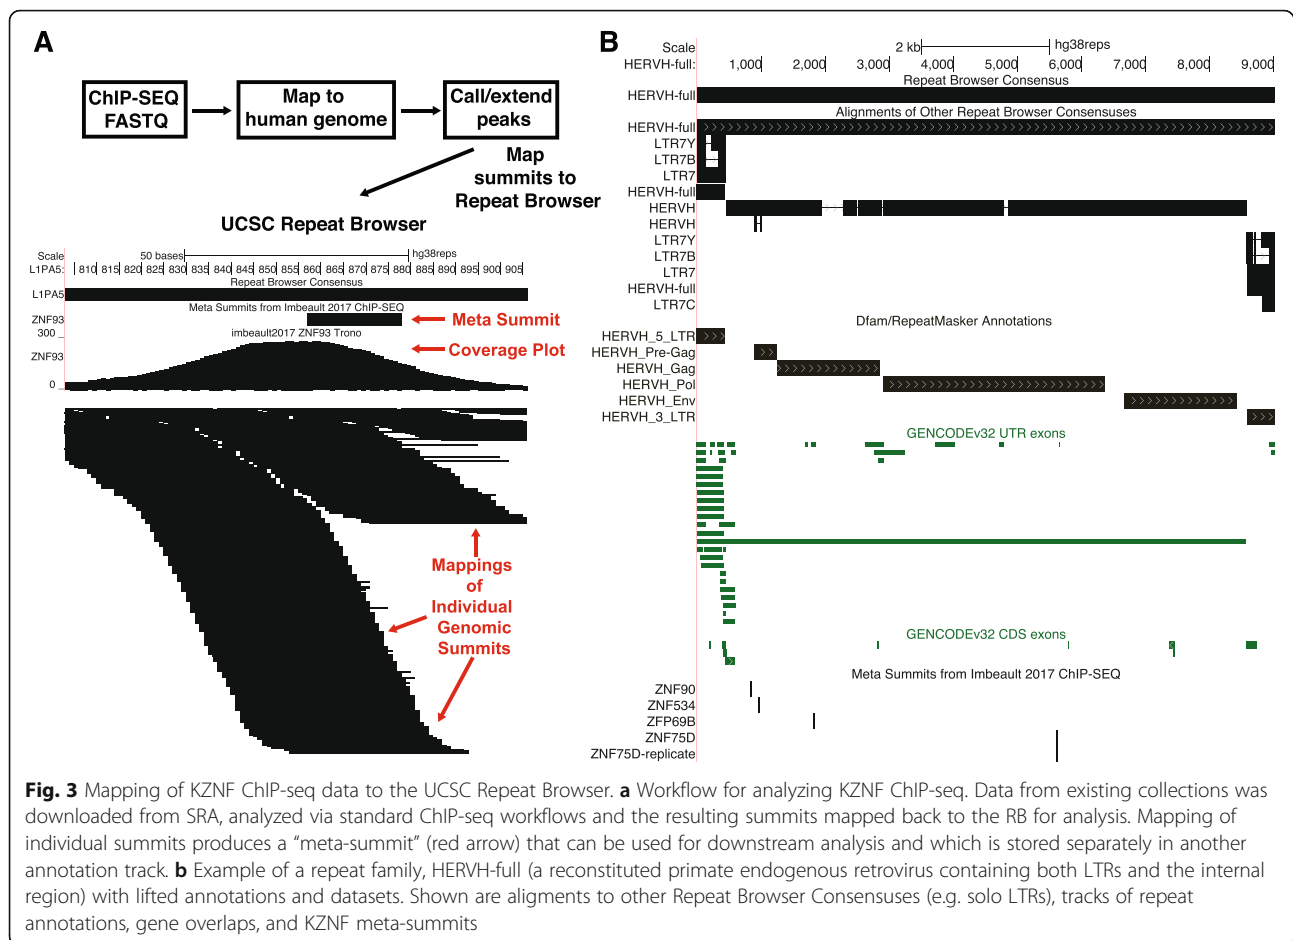 A
ChIP-SEQ
FASTQ
Map to
human genome
Call/extend
peaks
Map
summits to
Repeat Browser
UCSC Repeat Browser
Scale
50 bases
hg38reps
L1PA5:
810 815 820 825 830 835 840 845 850 855 860 865 870 875 880 885 890 895 900 905
Repeat Browser Consensus
L1PA5
Meta Summits from Imbeault 2017 ChIP-SEQ
ZNF93
Meta Summit
imbeault2017 ZNF93 Trono
300
ZNF93
Coverage Plot
0
Mappings
of
Individual
Genomic
Summits
B
Scale
2 kb
hg38reps
HERVH-full:
1,000 2,000 3,000 4,000 5,000 6,000 7,000 8,000 9,000
Repeat Browser Consensus
HERVH-full
Alignments of Other Repeat Browser Consensuses
HERVH-full
LTR7Y
LTR7B
LTR7
HERVH-full
HERVH
HERVH
LTR7Y
LTR7B
LTR7
HERVH-full
LTR7C
Dfam/RepeatMasker Annotations
HERVH_5_LTR
HERVH_Pre-Gag
HERVH_Gag
HERVH_Pol
HERVH_Env
HERVH_3_LTR
GENCODEv32 UTR exons
GENCODEv32 CDS exons
Meta Summits from Imbeault 2017 ChIP-SEQ
ZNF90
ZNF534
ZFP69B
ZNF75D
ZNF75D-replicate
Fig. 3 Mapping of KZNF ChIP-seq data to the UCSC Repeat Browser. a Workflow for analyzing KZNF ChIP-seq. Data from existing collections was
downloaded from SRA, analyzed via standard ChIP-seq workflows and the resulting summits mapped back to the RB for analysis. Mapping of
individual summits produces a “meta-summit” (red arrow) that can be used for downstream analysis and which is stored separately in another
annotation track. b Example of a repeat family, HERVH-full (a reconstituted primate endogenous retrovirus containing both LTRs and the internal
region) with lifted annotations and datasets. Shown are aligments to other Repeat Browser Consensuses (e.g. solo LTRs), tracks of repeat
annotations, gene overlaps, and KZNF meta-summits